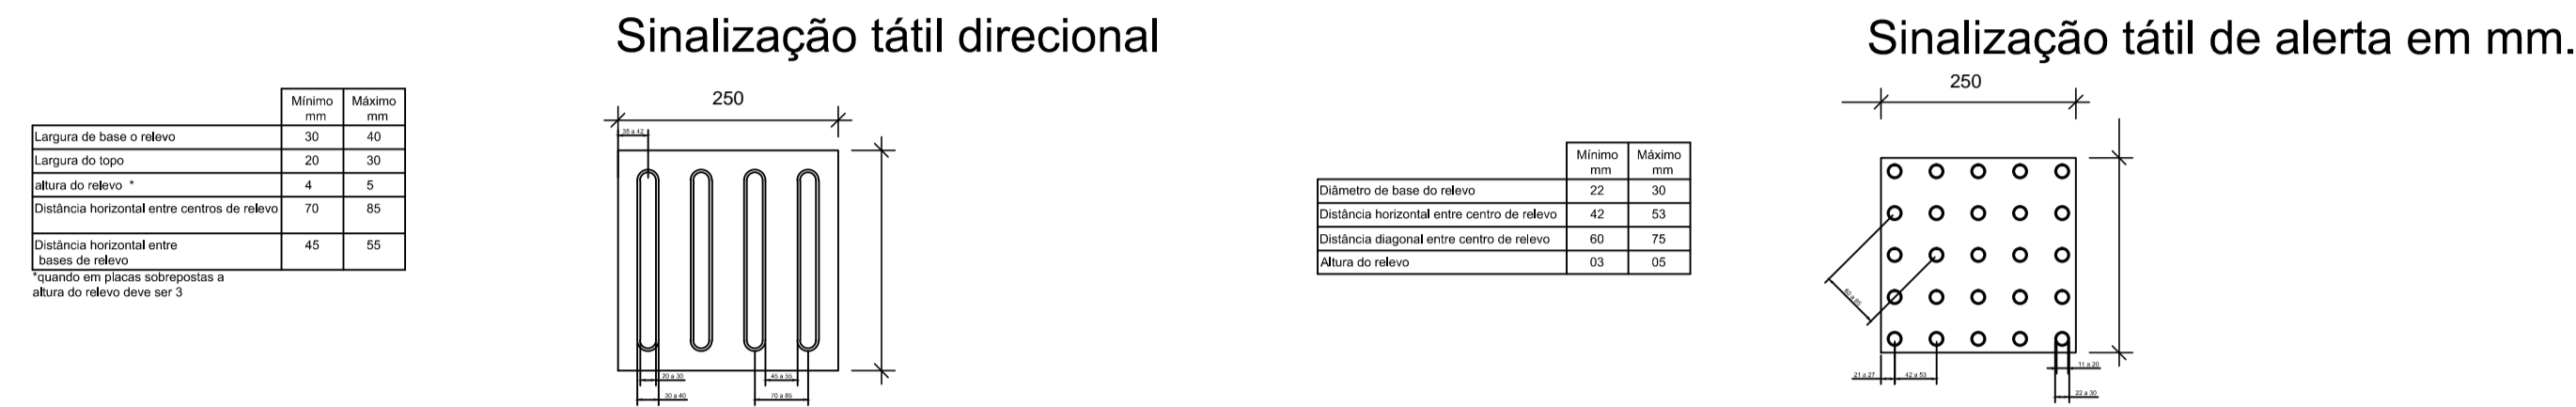 Sinalização tátil direcional
Mínimo mm Máximo mm
Largura de base o relevo 30 40
Largura do topo 20 30
altura do relevo * 4 5
Distância horizontal entre centros de relevo 70 85
Distância horizontal entre
bases de relevo 45 55
*quando em placas sobrepostas a
altura do relevo deve ser 3
250
35 a 42
20 a 30
30 a 40
45 a 55
70 a 85
Sinalização tátil de alerta em mm.
Mínimo mm Máximo mm
Diâmetro de base do relevo 22 30
Distância horizontal entre centro de relevo 42 53
Distância diagonal entre centro de relevo 60 75
Altura do relevo 03 05
250
21 a 27
42 a 53
11 a 20
22 a 30